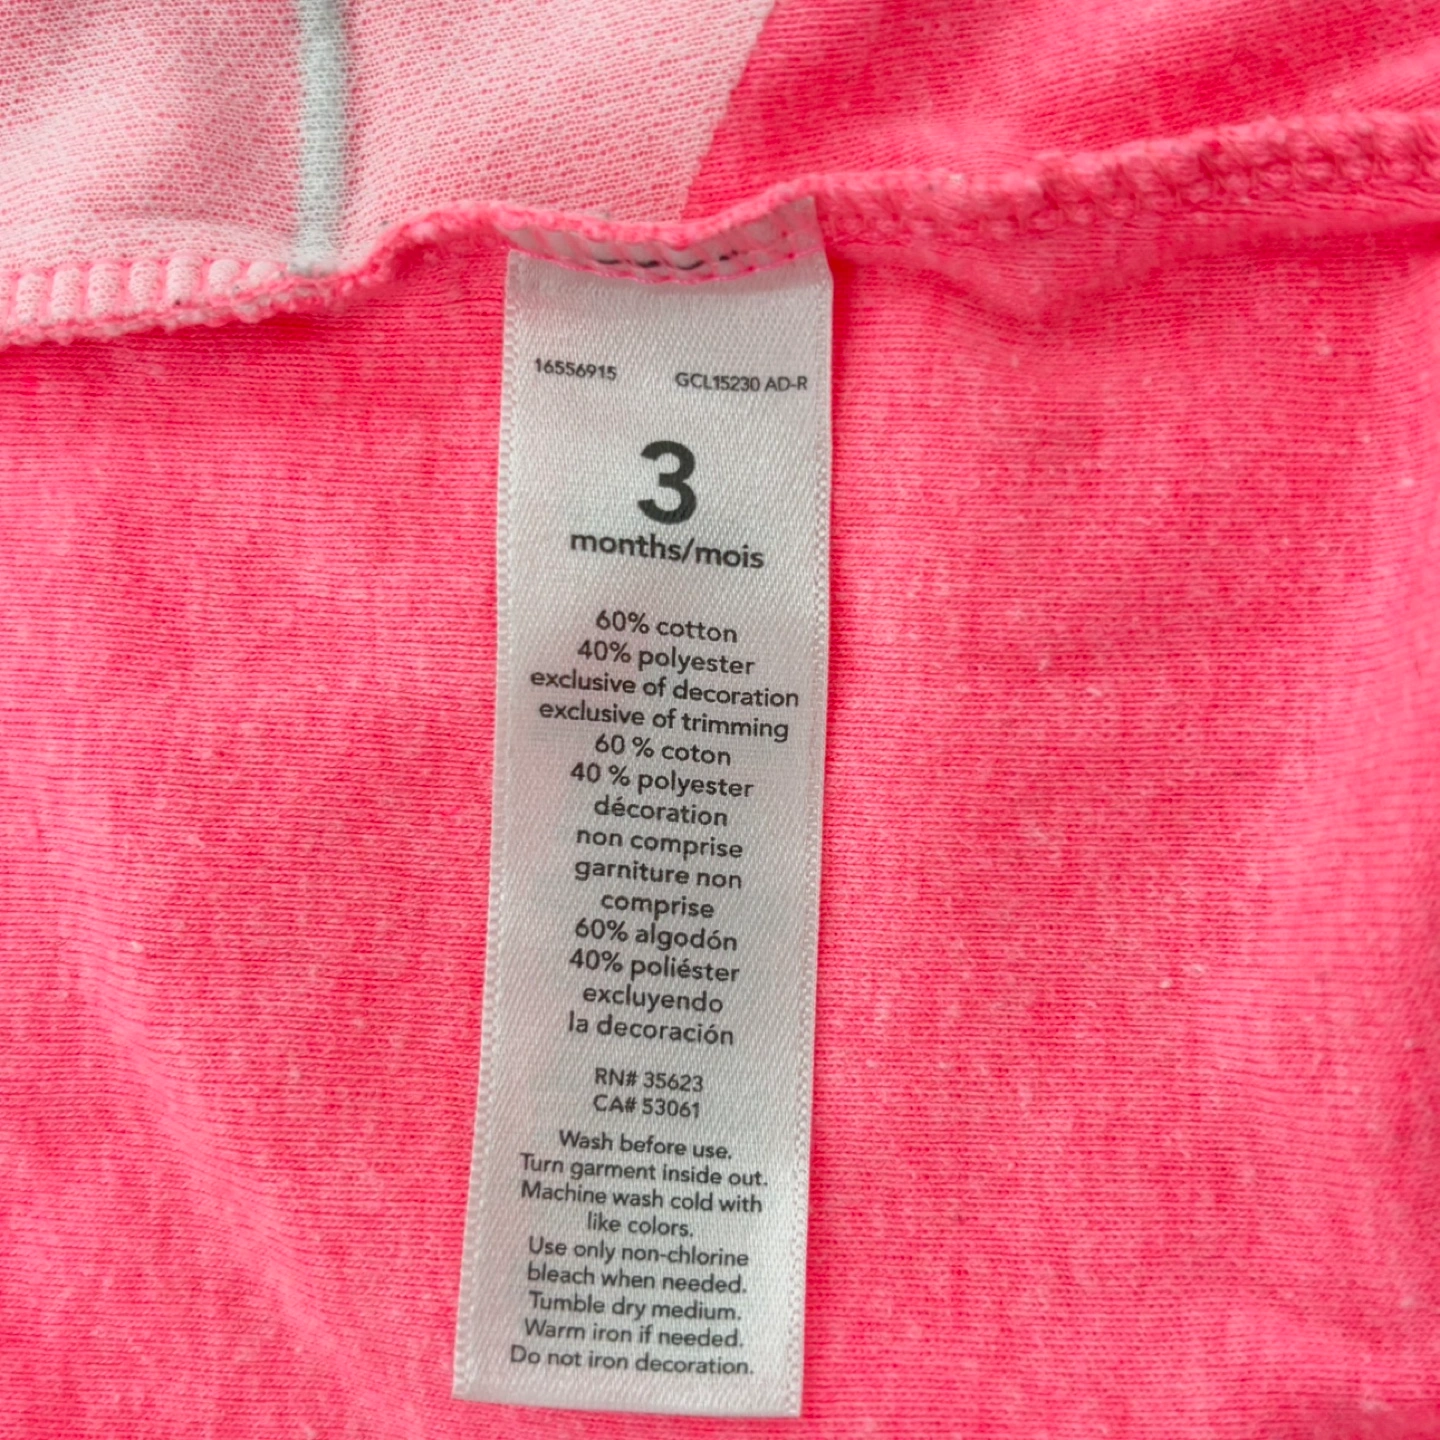 16556915 GCL15230 AD-R
3
months/mois
60% cotton
40% polyester
exclusive of decoration
exclusive of trimming
60 % coton
40 % polyester
décoration
non comprise
garniture non
comprise
60% algodón
40% poliéster
excluyendo
la decoración
RN# 35623
CA# 53061
Wash before use.
Turn garment inside out.
Machine wash cold with
like colors.
Use only non-chlorine
bleach when needed.
Tumble dry medium.
Warm iron if needed.
Do not iron decoration.